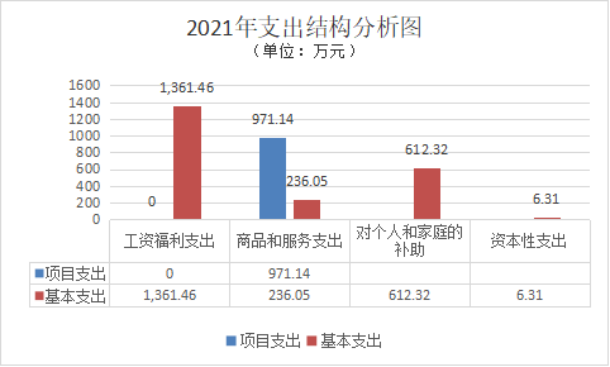 2021年支出结构分析图
（单位：万元）
1600
1400
1200
1000
800
600
400
200
0
0
1,361.46
971.14
236.05
612.32
6.31
工资福利支出 商品和服务支出 对个人和家庭的补助 资本性支出
项目支出 0 971.14
基本支出 1,361.46 236.05 612.32 6.31
项目支出 基本支出